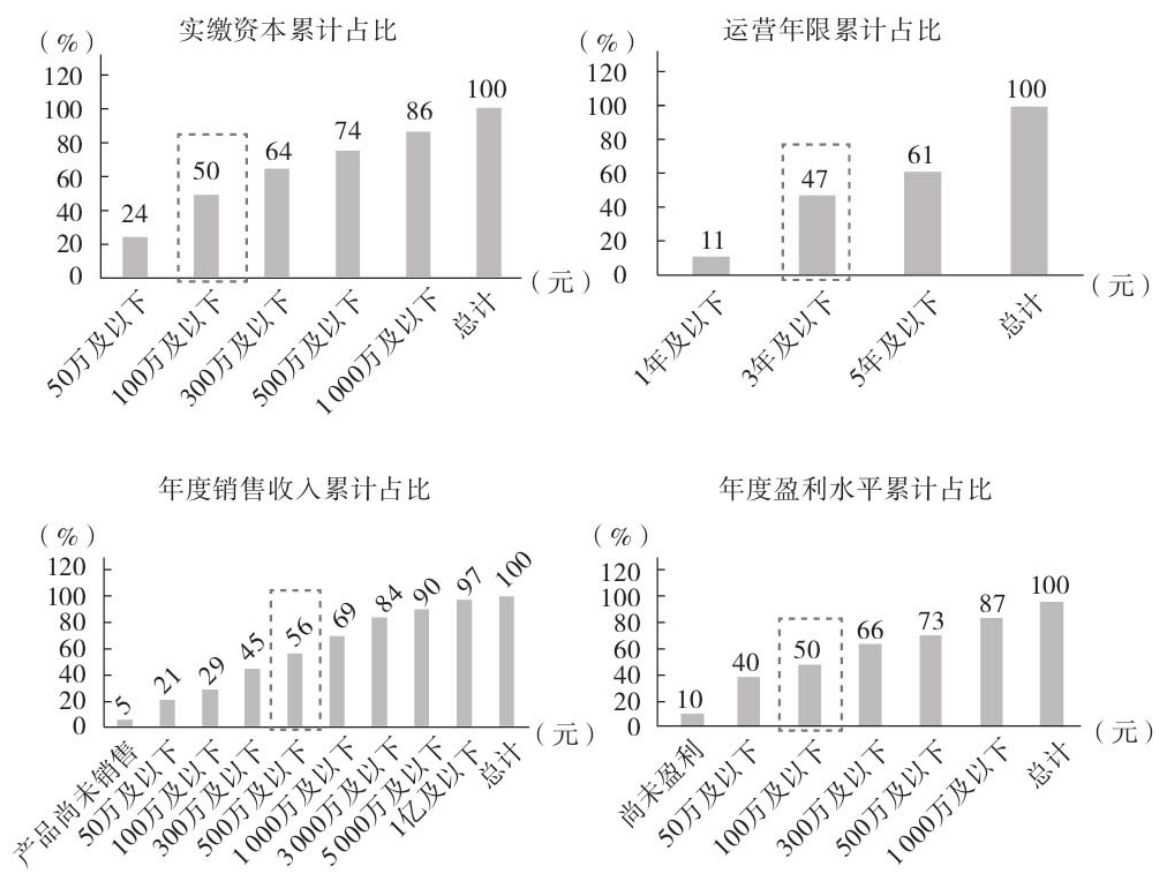 实缴资本累计占比
（%）
120
100
80
60
40
20
0
24
50
64
74
86
100
（元）
50万及以下
100万及以下
300万及以下
500万及以下
1 000万及以下
总计
运营年限累计占比
（%）
120
100
80
60
40
20
0
11
47
61
100
（元）
1年及以下
3年及以下
5年及以下
总计
年度销售收入累计占比
（%）
120
100
80
60
40
20
0
5
21
29
45
56
69
84
90
97
100
（元）
产品尚未销售
50万及以下
100万及以下
300万及以下
500万及以下
1 000万及以下
3 000万及以下
5 000万及以下
1亿及以下
总计
年度盈利水平累计占比
（%）
120
100
80
60
40
20
0
10
40
50
66
73
87
100
（元）
尚未盈利
50万及以下
100万及以下
300万及以下
500万及以下
1 000万及以下
总计